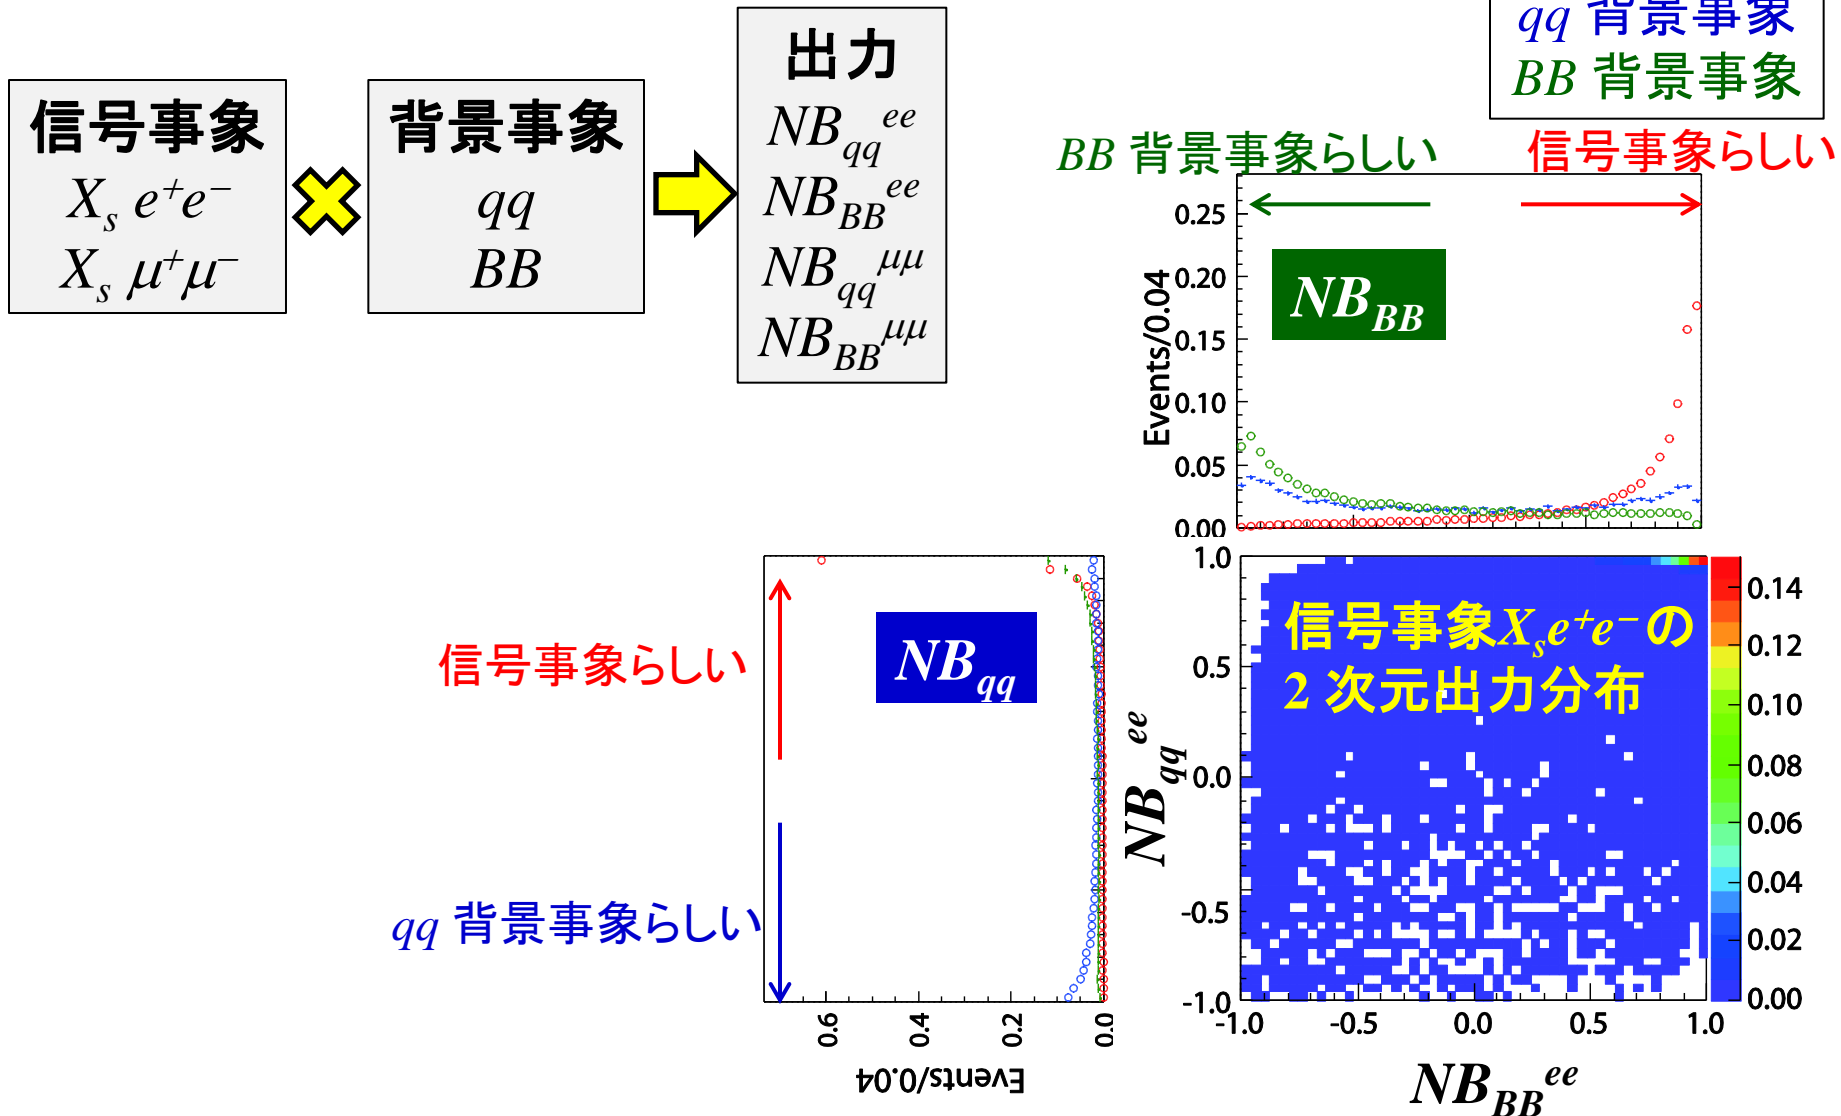 信号事象
X_s e⁺e⁻
X_s μ⁺μ⁻
背景事象
qq
BB
出力
NB_qq^ee
NB_BB^ee
NB_qq^μμ
NB_BB^μμ
qq 背景事象
BB 背景事象
BB 背景事象らしい
信号事象らしい
0.25
0.20
0.15
0.10
0.05
0.00
Events/0.04
NB_BB
信号事象らしい
qq 背景事象らしい
NB_qq
0.6
0.4
0.2
0.0
Events/0.04
NB_qq^ee
1.0
0.5
0.0
-0.5
-1.0
信号事象X_s e⁺e⁻の
2 次元出力分布
-1.0
-0.5
0.0
0.5
1.0
NB_BB^ee
0.14
0.12
0.10
0.08
0.06
0.04
0.02
0.00